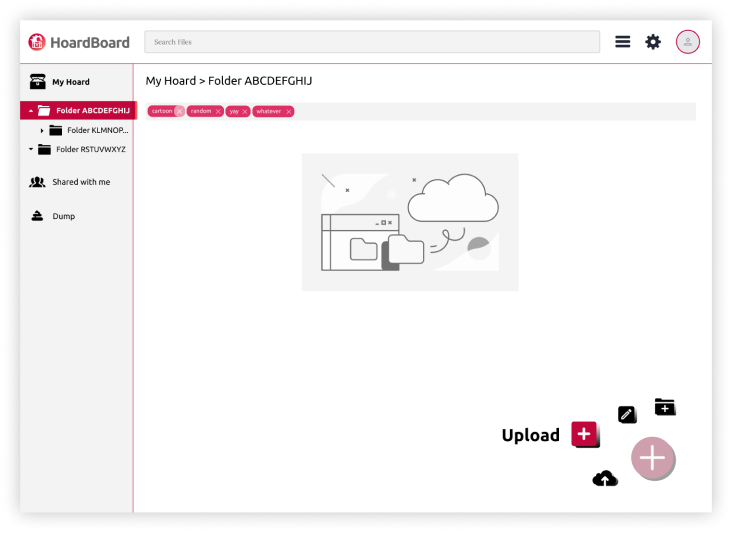 HoardBoard
Search Files
My Hoard
My Hoard > Folder ABCDEFGHIJ
Folder ABCDEFGHIJ
cartoon × random × yay × whatever ×
Folder KLMNOP...
Folder RSTUVWXYZ
Shared with me
Dump
Upload